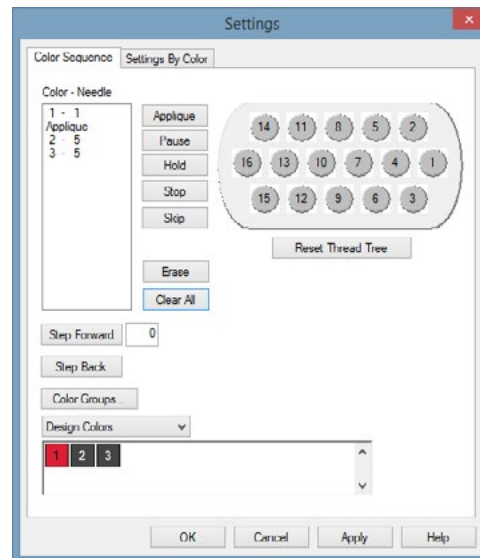 Settings
×
Color Sequence
Settings By Color
Color - Needle
1 - 1
Applique
2 - 5
3 - 5
Applique
Pause
Hold
Stop
Skip
Erase
Clear All
14 11 8 5 2
16 13 10 7 4 1
15 12 9 6 3
Reset Thread Tree
Step Forward
0
Step Back
Color Groups...
Design Colors
1 2 3
OK
Cancel
Apply
Help